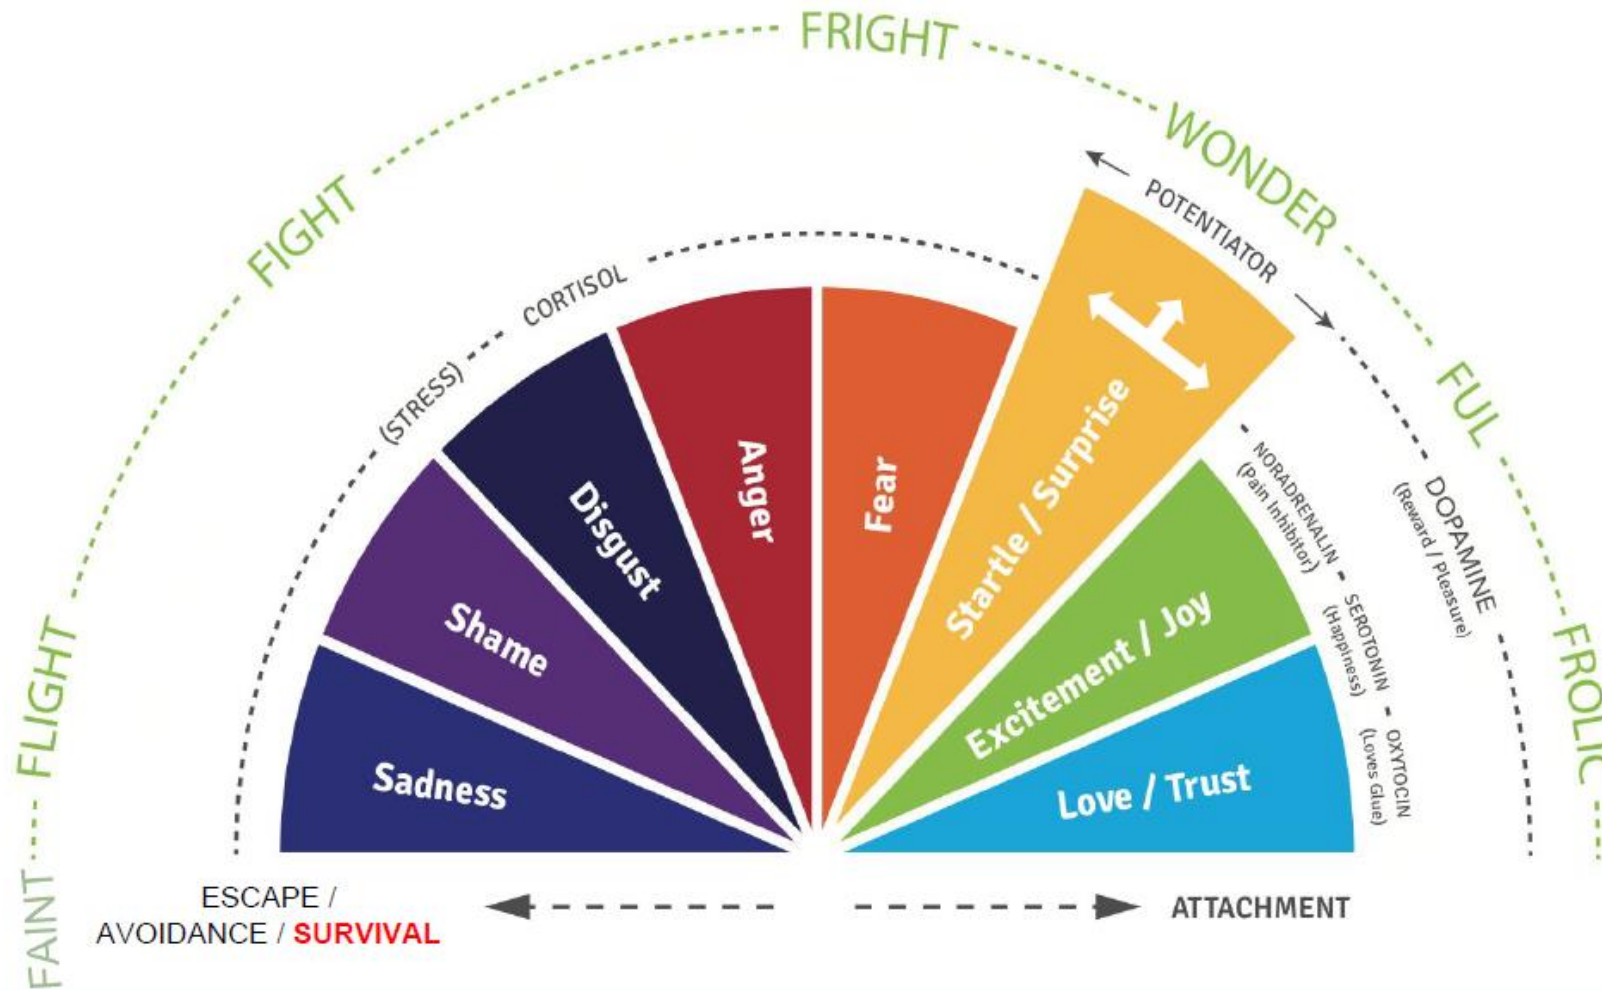 FAINT
FLIGHT
FIGHT
FRIGHT
WONDER
FUL
FROLIC
(STRESS)
CORTISOL
POTENTIATOR
DOPAMINE
(Reward / Pleasure)
NORADRENALIN
(Pain Inhibitor)
SEROTONIN
(Happiness)
OXYTOCIN
(Loves Glue)
Sadness
Shame
Disgust
Anger
Fear
Startle / Surprise
Excitement / Joy
Love / Trust
ESCAPE /
AVOIDANCE / SURVIVAL
ATTACHMENT